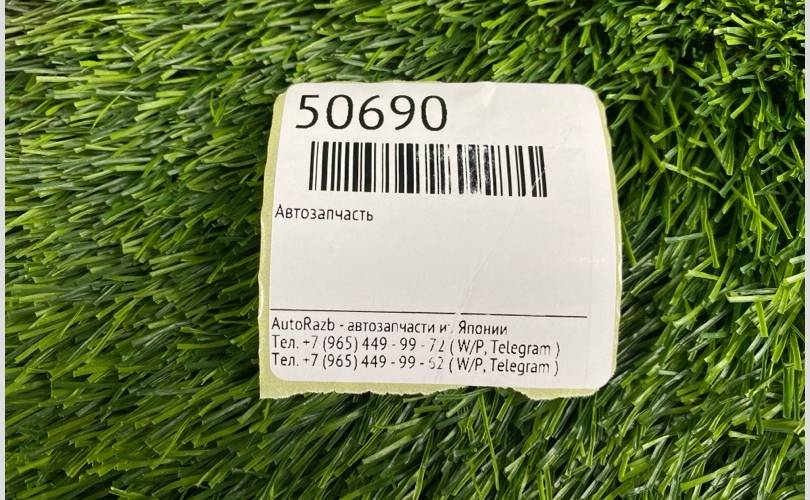 50690
Автозапчасть
AutoRazb - автозапчасти из Японии
Тел. +7 (965) 449 - 99 - 72 ( W/P, Telegram )
Тел. +7 (965) 449 - 99 - 62 ( W/P, Telegram )